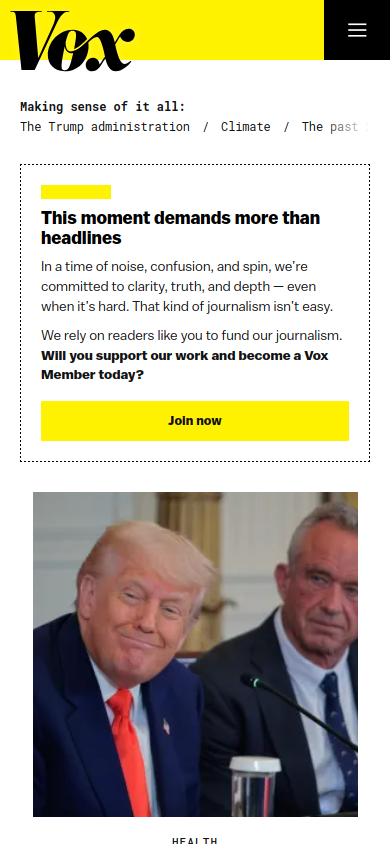 Vox
Making sense of it all:
The Trump administration / Climate / The past
This moment demands more than
headlines
In a time of noise, confusion, and spin, we're
committed to clarity, truth, and depth — even
when it's hard. That kind of journalism isn't easy.
We rely on readers like you to fund our journalism.
Will you support our work and become a Vox
Member today?
Join now
HEALTH